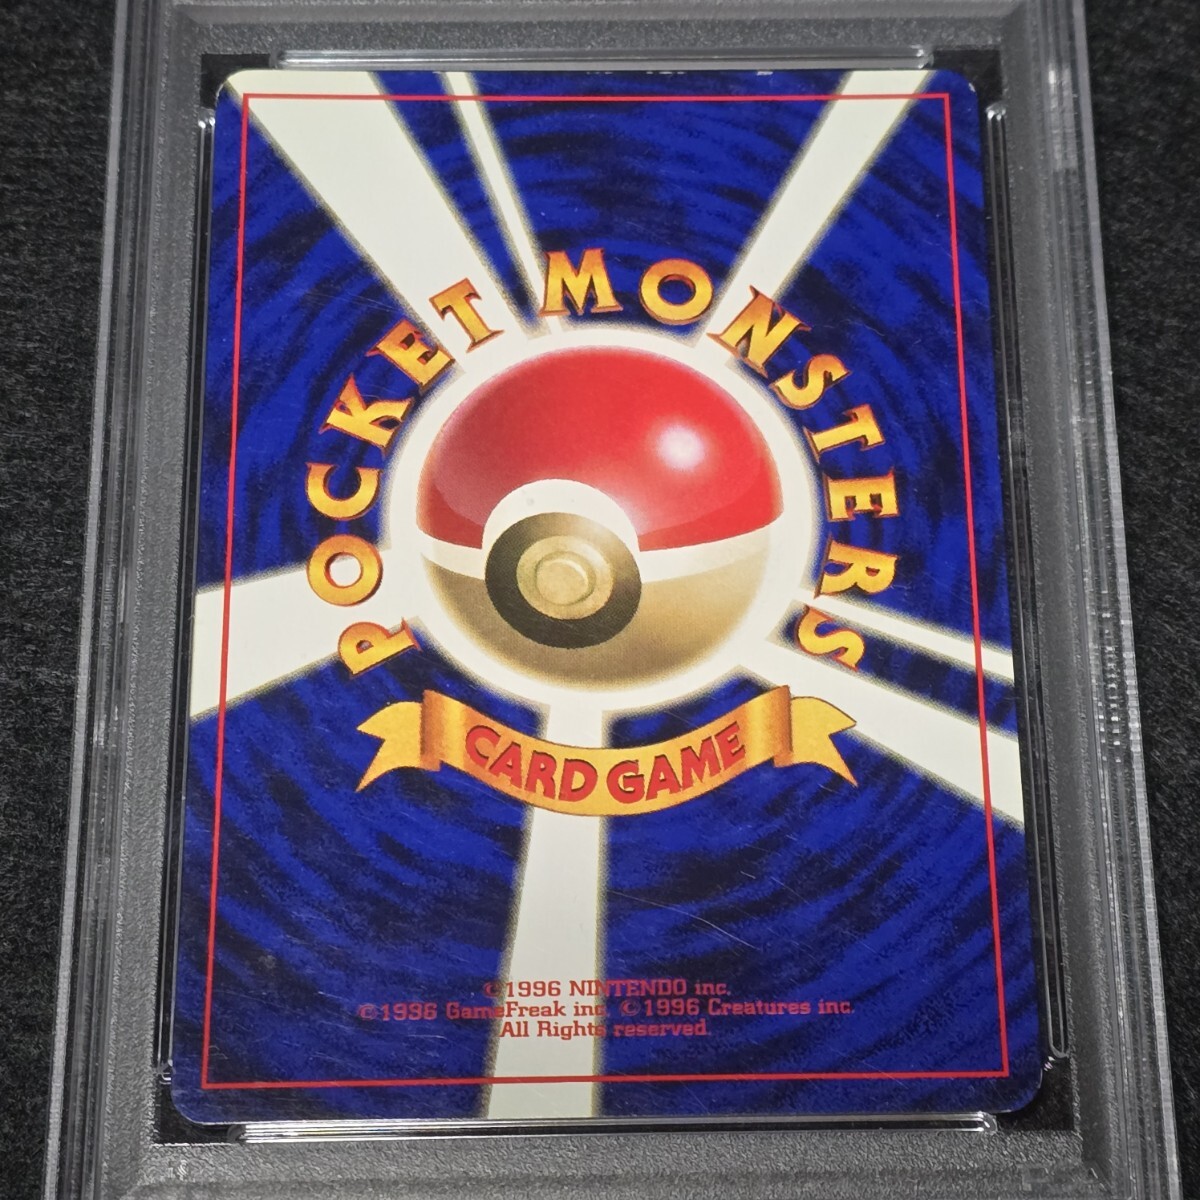 POCKET MONSTERS
CARD GAME
©1996 NINTENDO inc.
©1996 GameFreak inc. ©1996 Creatures inc.
All Rights reserved.